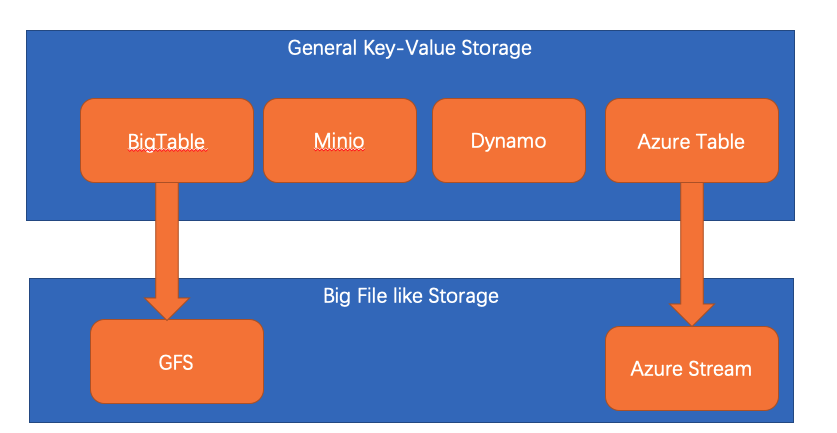 General Key-Value Storage
BigTable
Minio
Dynamo
Azure Table
Big File like Storage
GFS
Azure Stream